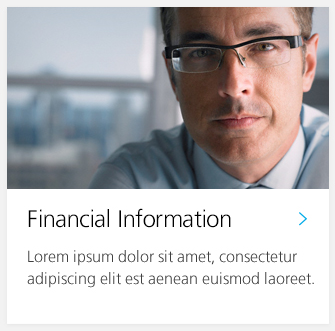 Financial Information
Lorem ipsum dolor sit amet, consectetur
adipiscing elit est aenean euismod laoreet.